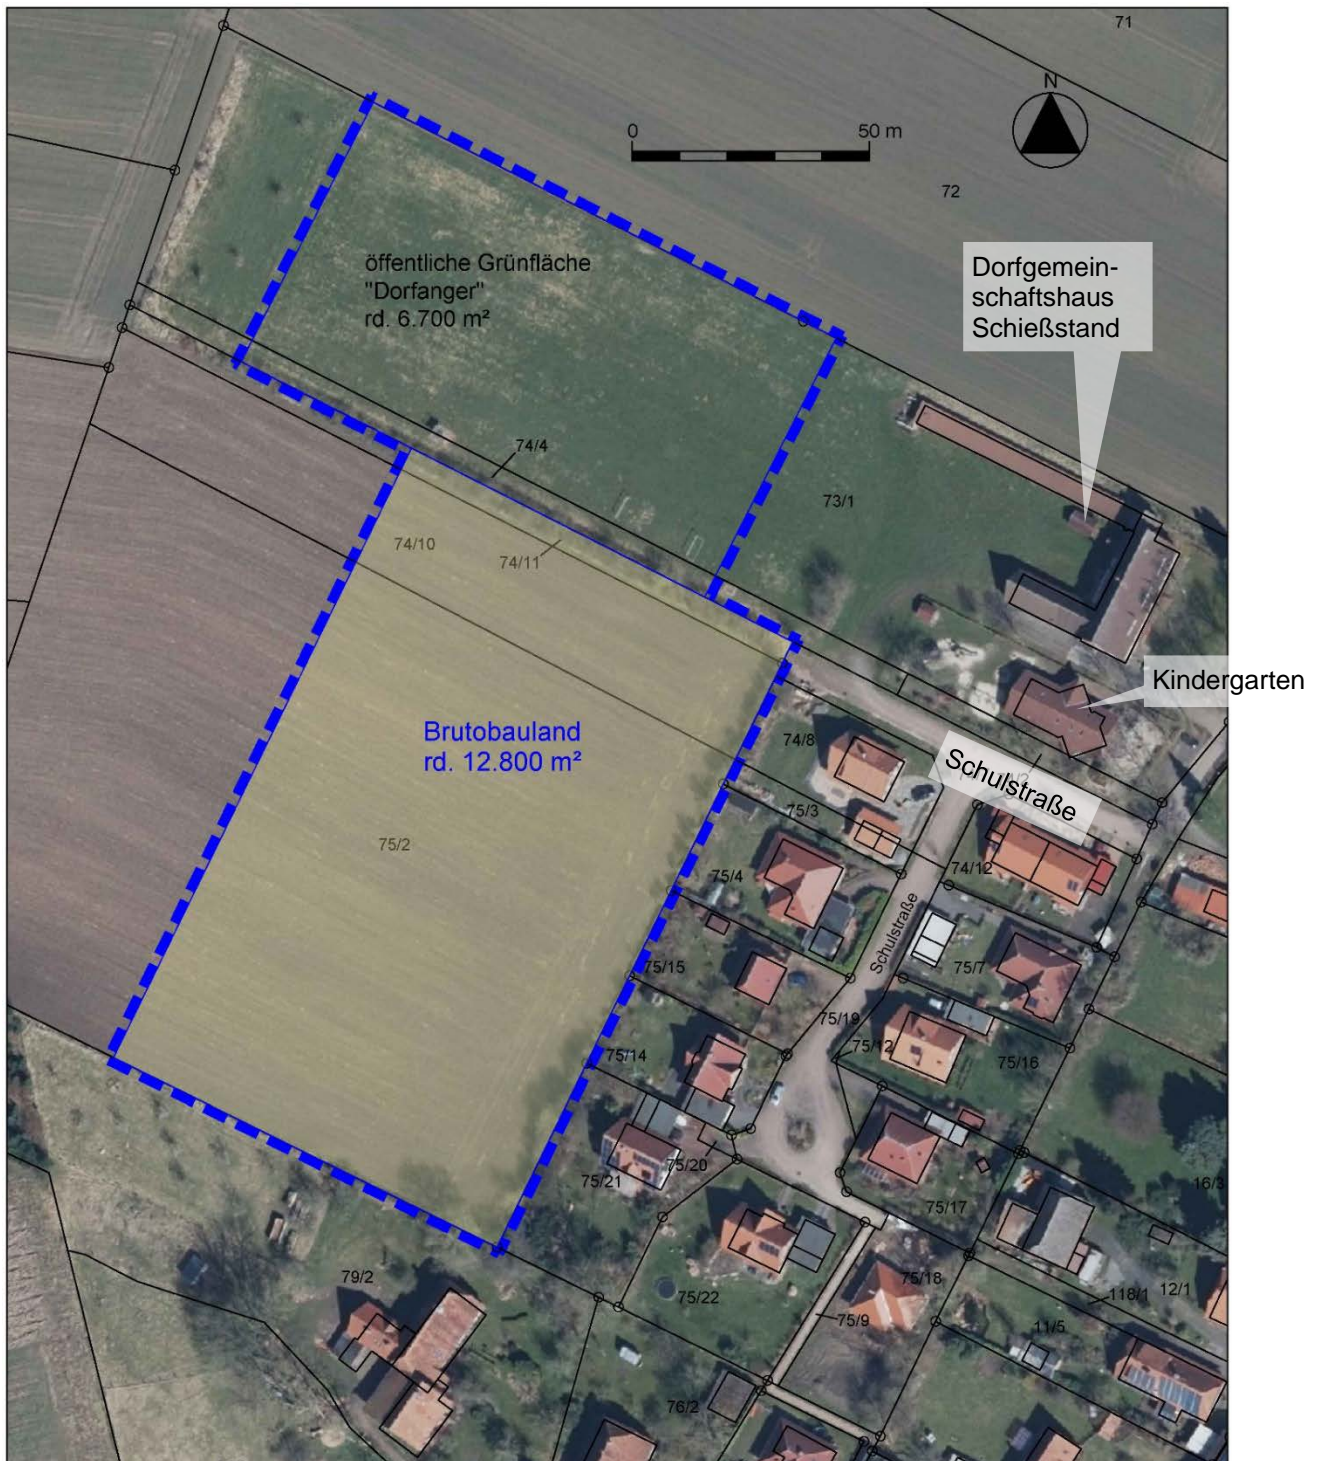 71
N
0
50 m
72
öffentliche Grünfläche
"Dorfanger"
rd. 6.700 m²
Dorfgemein-
schaftshaus
Schießstand
74/4
73/1
74/10
74/11
Kindergarten
Brutobauland
rd. 12.800 m²
74/8
Schulstraße
75/3
75/2
75/4
74/12
Schulstraße
75/15
75/7
75/19
75/12
75/14
75/16
75/20
75/21
16/3
75/17
79/2
75/18
75/22
118/1
12/1
75/9
11/5
76/2